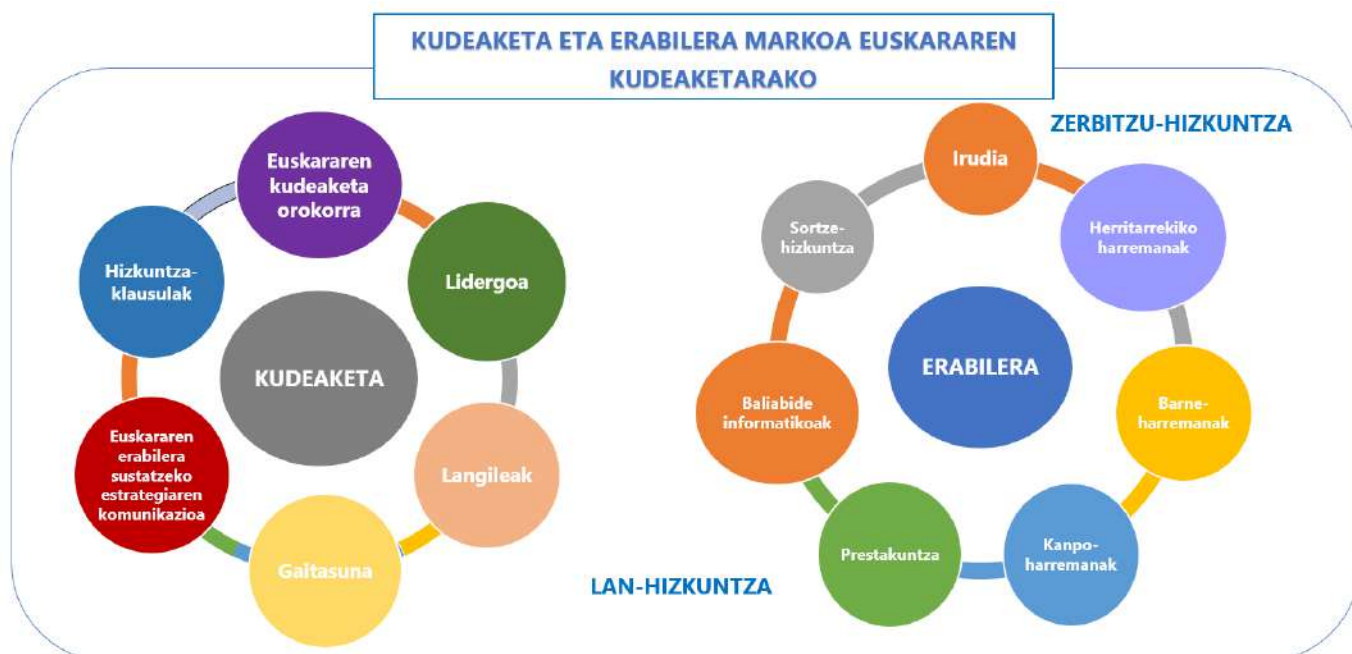 KUDEAKETA ETA ERABILERA MARKOA EUSKARAREN
KUDEAKETARAKO
Euskararen
kudeaketa
orokorra
Lidergoa
Langileak
Gaitasuna
Euskararen
erabilera
sustatzeko
estrategiaren
komunikazioa
Hizkuntza-
klausulak
KUDEAKETA
ZERBITZU-HIZKUNTZA
Irudia
Herritarrekiko
harremanak
Barne-
harremanak
Kanpo-
harremanak
Prestakuntza
Baliabide
informatikoak
Sortze-
hizkuntza
ERABILERA
LAN-HIZKUNTZA